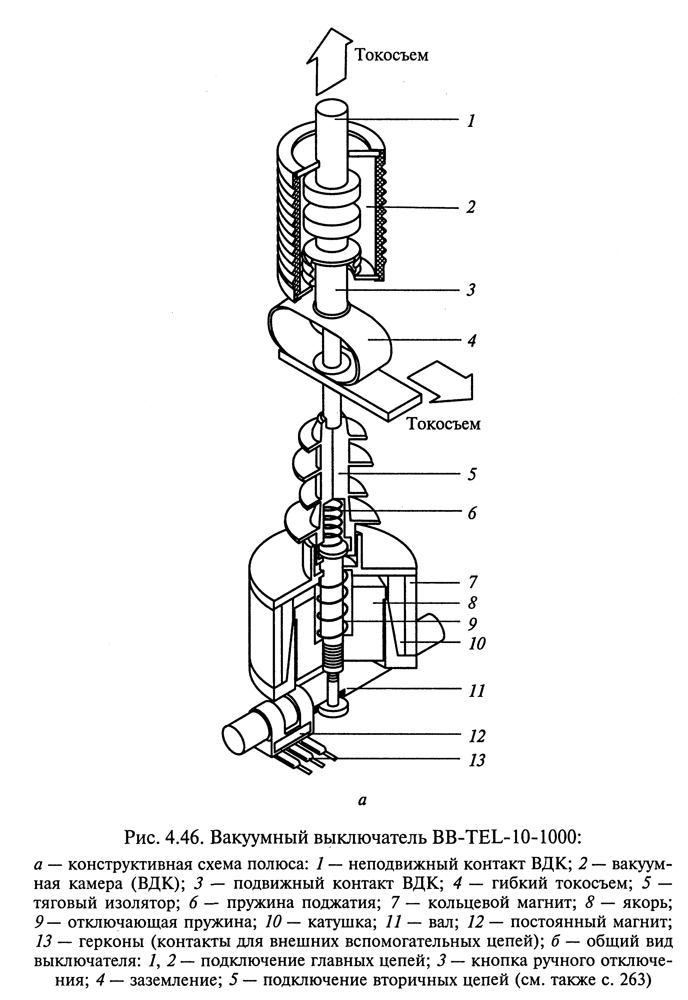 Токосъем
1
2
3
4
Токосъем
5
6
7
8
9
10
11
12
13
а
Рис. 4.46. Вакуумный выключатель ВВ-TEL-10-1000:
а — конструктивная схема полюса: 1 — неподвижный контакт ВДК; 2 — вакуум-
ная камера (ВДК); 3 — подвижный контакт ВДК; 4 — гибкий токосъем; 5 —
тяговый изолятор; 6 — пружина поджатия; 7 — кольцевой магнит; 8 — якорь;
9 — отключающая пружина; 10 — катушка; 11 — вал; 12 — постоянный магнит;
13 — герконы (контакты для внешних вспомогательных цепей); б — общий вид
выключателя: 1, 2 — подключение главных цепей; 3 — кнопка ручного отключе-
ния; 4 — заземление; 5 — подключение вторичных цепей (см. также с. 263)